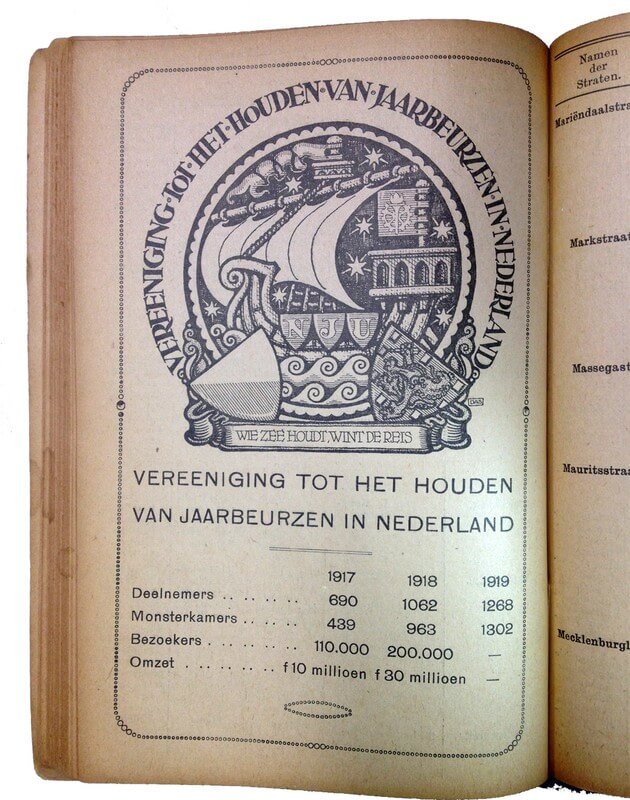 VEREENIGING·TOT·HET·HOUDEN·VAN·JAARBEURZEN·IN·NEDERLAND
N J U
WIE ZEE HOUDT, WINT DE REIS
VEREENIGING TOT HET HOUDEN
VAN JAARBEURZEN IN NEDERLAND
1917 1918 1919
Deelnemers .. .. .. .. 690 1062 1268
Monsterkamers .. .. .. 439 963 1302
Bezoekers .. .. .. .. .. 110.000 200.000 —
Omzet .. .. .. .. .. f 10 millioen f 30 millioen —
Namen
der
Straten.
Mariëndaalstra
Markstraat
Massegast
Mauritsstraa
Mecklenburgl